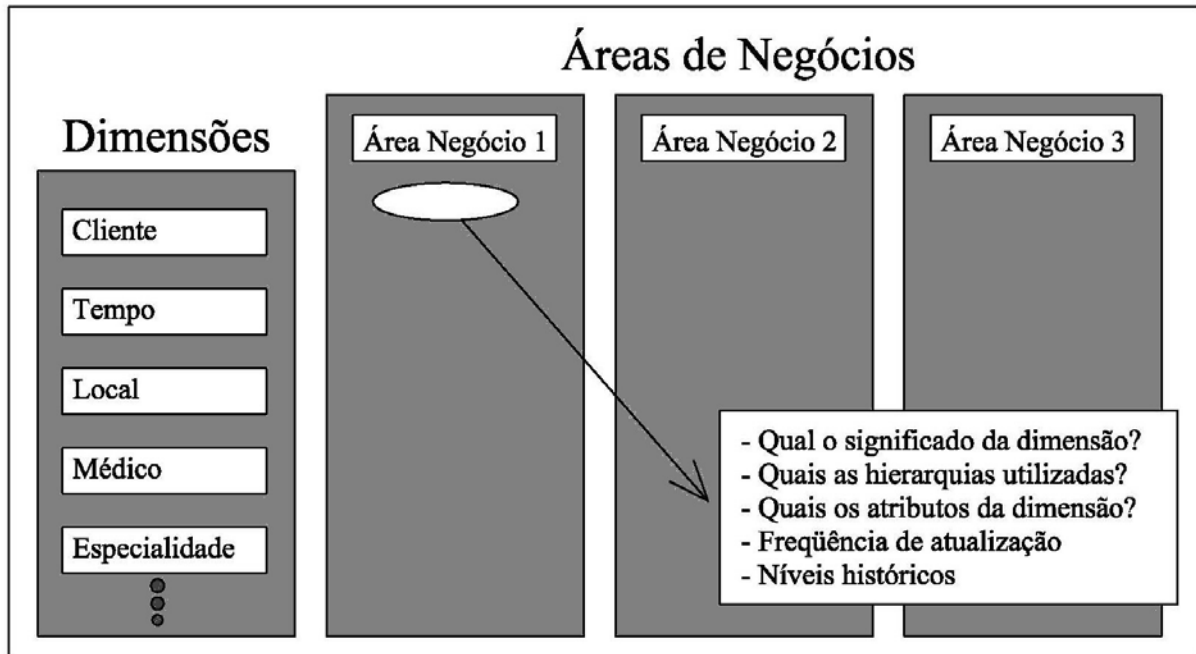 Áreas de Negócios
Dimensões
Cliente
Tempo
Local
Médico
Especialidade
Área Negócio 1
Área Negócio 2
Área Negócio 3
- Qual o significado da dimensão?
- Quais as hierarquias utilizadas?
- Quais os atributos da dimensão?
- Freqüência de atualização
- Níveis históricos